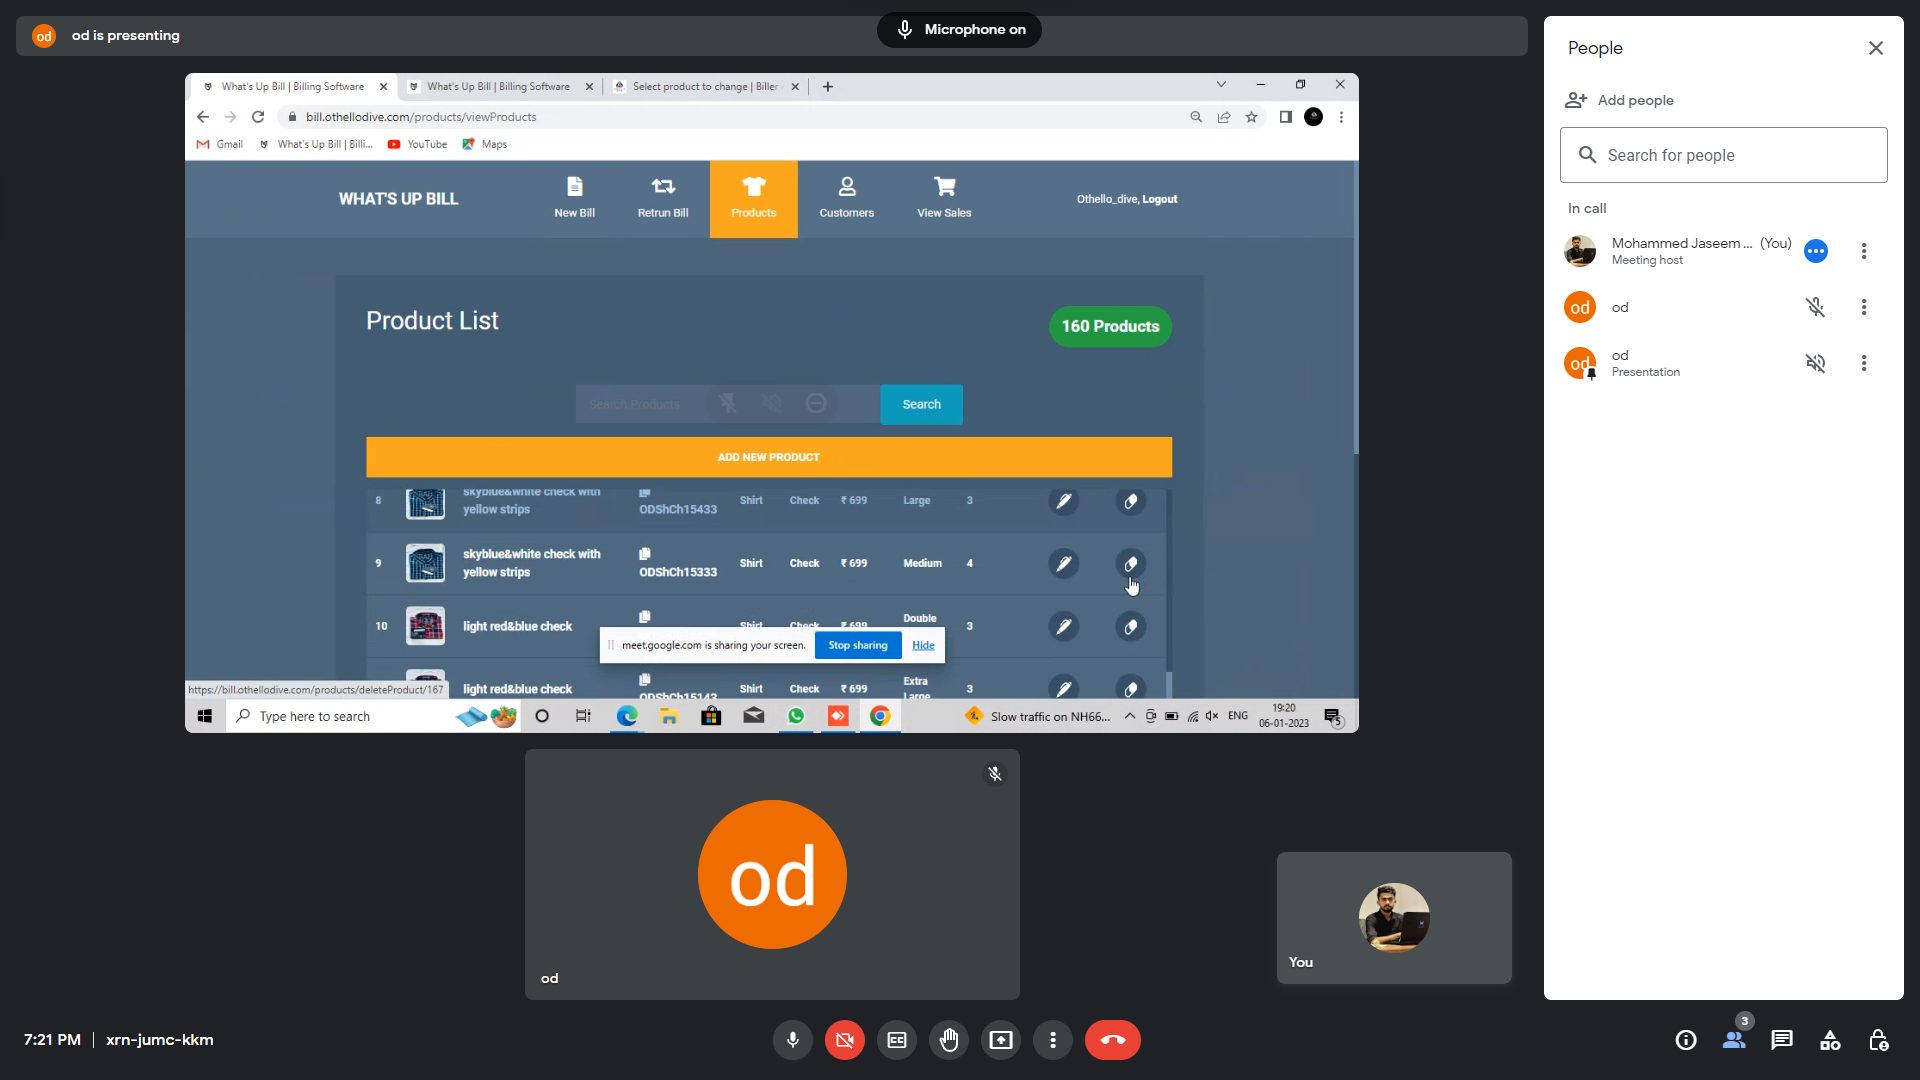 od is presenting
Microphone on
What's Up Bill | Billing Software
What's Up Bill | Billing Software
Select product to change | Biller
bill.othellodive.com/products/viewProducts
Gmail
What's Up Bill | Billi...
YouTube
Maps
WHAT'S UP BILL
New Bill
Retrun Bill
Products
Customers
View Sales
Othello_dive, Logout
Product List
160 Products
Search Products
Search
ADD NEW PRODUCT
8 skyblue&white check with yellow strips ODShCh15433 Shirt Check ₹ 699 Large 3
9 skyblue&white check with yellow strips ODShCh15333 Shirt Check ₹ 699 Medium 4
10 light red&blue check Shirt Check ₹ 699 Double 3
light red&blue check ODShCh15143 Shirt Check ₹ 699 Extra Large 3
meet.google.com is sharing your screen.
Stop sharing
Hide
https://bill.othellodive.com/products/deleteProduct/167
Type here to search
Slow traffic on NH66...
ENG
19:20
06-01-2023
5
od
od
You
People
Add people
Search for people
In call
Mohammed Jaseem ... (You)
Meeting host
od
od
od
od
Presentation
7:21 PM | xrn-jumc-kkm
3